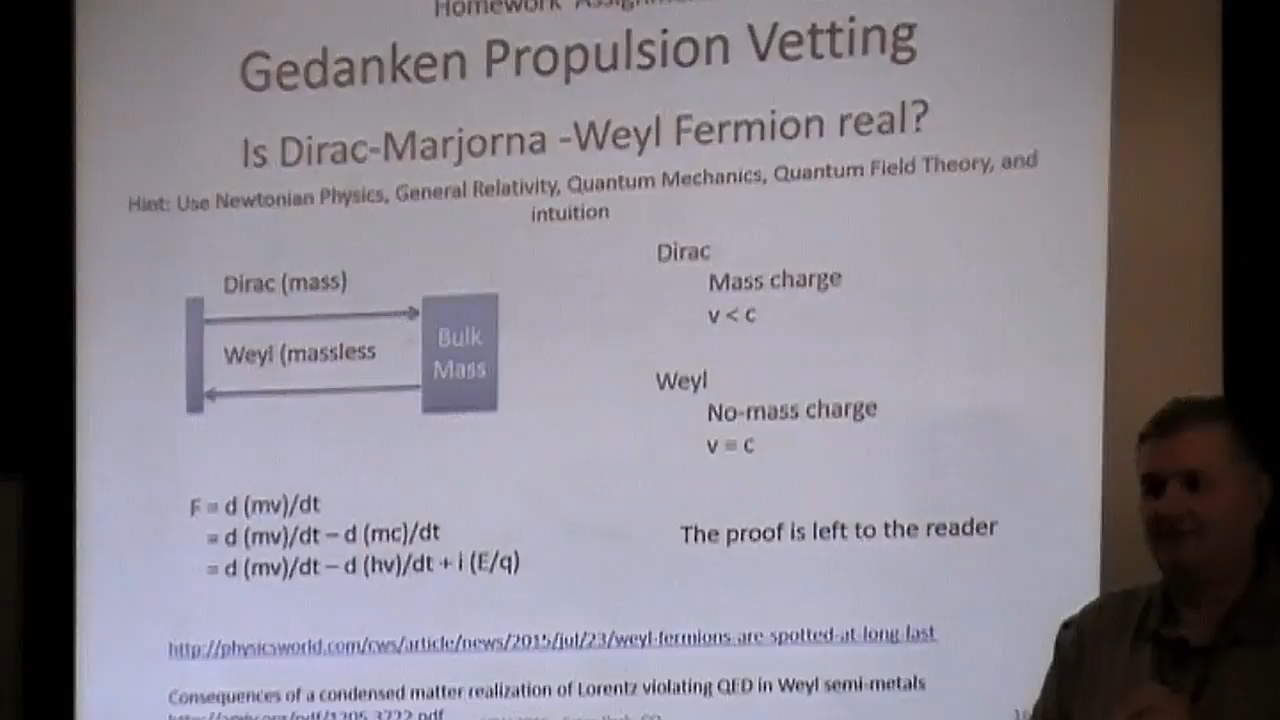 Homework Assignm
Gedanken Propulsion Vetting
Is Dirac-Marjorna -Weyl Fermion real?
Hint: Use Newtonian Physics, General Relativity, Quantum Mechanics, Quantum Field Theory, and
intuition
Dirac (mass)
Weyl (massless
Bulk
Mass
Dirac
Mass charge
v < c
Weyl
No-mass charge
v = c
F = d (mv)/dt
= d (mv)/dt – d (mc)/dt
= d (mv)/dt – d (hv)/dt + i (E/q)
The proof is left to the reader
http://physicsworld.com/cws/article/news/2015/jul/23/weyl-fermions-are-spotted-at-long-last
Consequences of a condensed matter realization of Lorentz violating QED in Weyl semi-metals